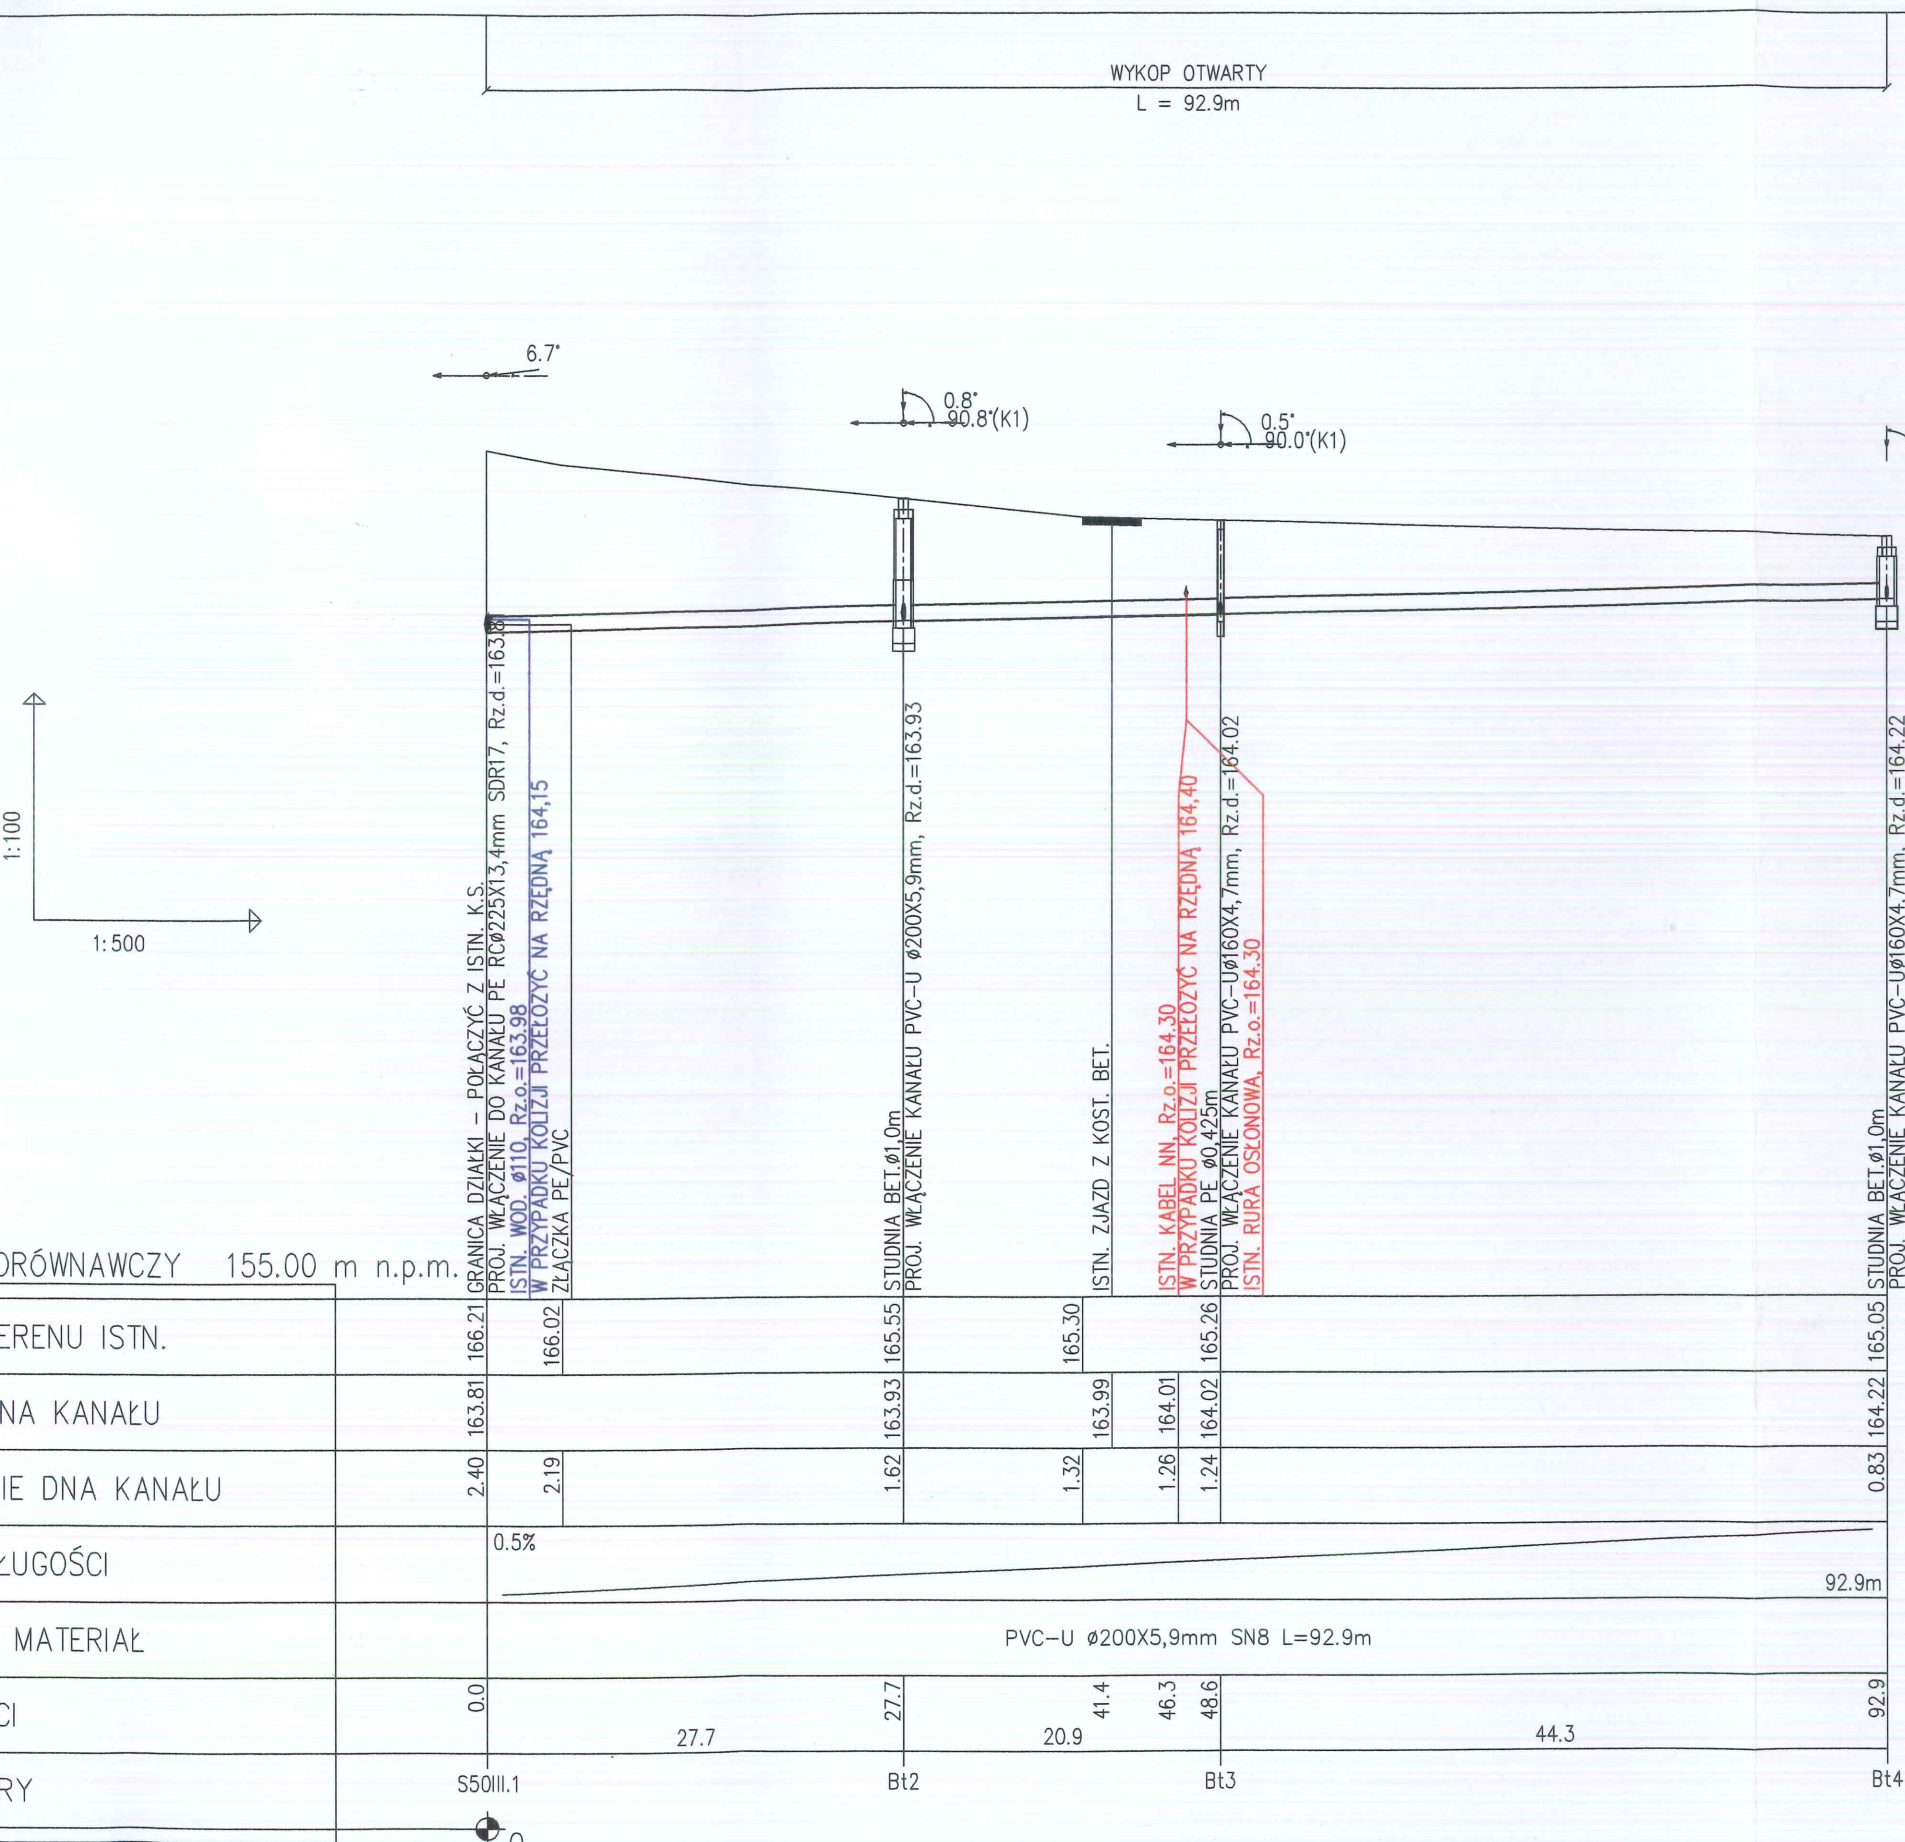 WYKOP OTWARTY
L = 92.9m
6.7°
0.8°
90.8°(K1)
0.5°
90.0°(K1)
1:100
1:500
GRANICA DZIAŁKI – POŁĄCZYĆ Z ISTN. K.S.
PROJ. WŁĄCZENIE DO KANAŁU PE RCø225X13,4mm SDR17, Rz.d.=163.8
ISTN. WOD. ø110, Rz.o.=163.98
W PRZYPADKU KOLIZJI PRZEŁOZYĆ NA RZĘDNĄ 164,15
ZŁĄCZKA PE/PVC
STUDNIA BET.ø1,0m
PROJ. WŁĄCZENIE KANAŁU PVC–U ø200X5,9mm, Rz.d.=163.93
ISTN. ZJAZD Z KOST. BET.
ISTN. KABEL NN, Rz.o.=164.30
W PRZYPADKU KOLIZJI PRZEŁOZYĆ NA RZĘDNĄ 164,40
STUDNIA PE ø0,425m
PROJ. WŁĄCZENIE KANAŁU PVC–Uø160X4,7mm, Rz.d.=164.02
ISTN. RURA OSŁONOWA, Rz.o.=164.30
STUDNIA BET.ø1,0m
PROJ. WŁĄCZENIE KANAŁU PVC–Uø160X4,7mm, Rz.d.=164.22
ORÓWNAWCZY 155.00 m n.p.m.
ERENU ISTN. 166.21 166.02 165.55 165.30 165.26 165.05
NA KANAŁU 163.81 163.93 163.99 164.01 164.02 164.22
IE DNA KANAŁU 2.40 2.19 1.62 1.32 1.26 1.24 0.83
ŁUGOŚCI 0.5% 92.9m
MATERIAŁ PVC–U ø200X5,9mm SN8 L=92.9m
CI 0.0 27.7 41.4 46.3 48.6 92.9
27.7 20.9 44.3
RY S50III.1 Bt2 Bt3 Bt4